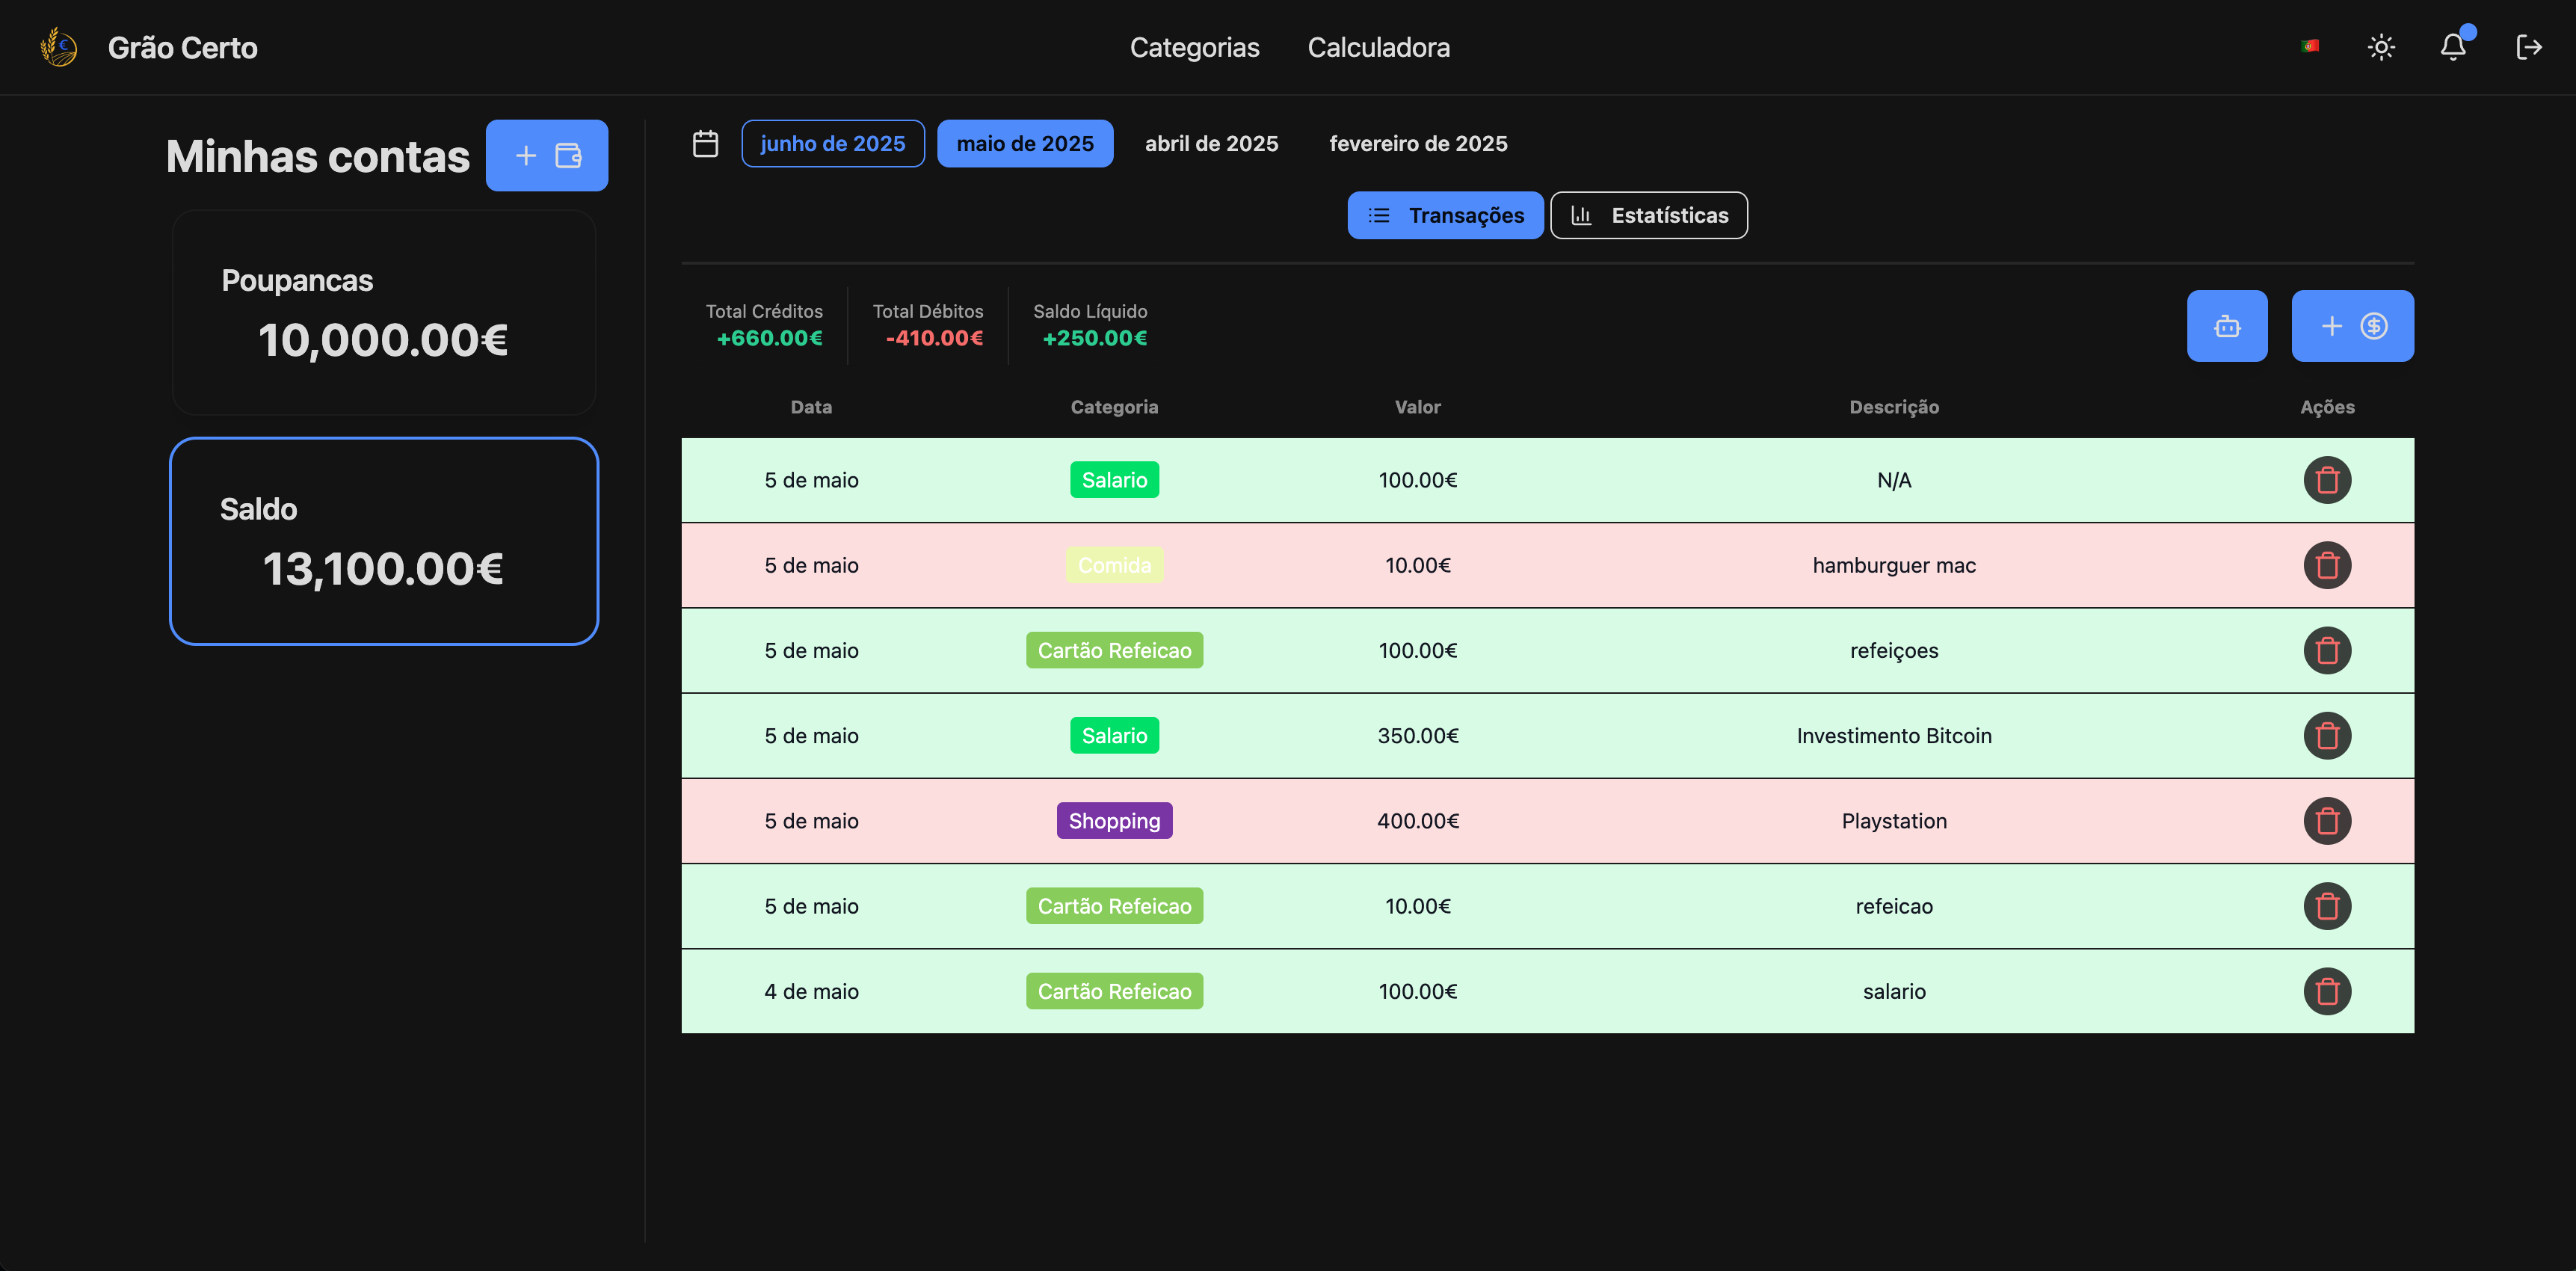 Grão Certo
Categorias
Calculadora
Minhas contas
Poupancas
10,000.00€
Saldo
13,100.00€
junho de 2025
maio de 2025
abril de 2025
fevereiro de 2025
Transações
Estatísticas
Total Créditos
+660.00€
Total Débitos
-410.00€
Saldo Líquido
+250.00€
Data Categoria Valor Descrição Ações
5 de maio Salario 100.00€ N/A
5 de maio Comida 10.00€ hamburguer mac
5 de maio Cartão Refeicao 100.00€ refeiçoes
5 de maio Salario 350.00€ Investimento Bitcoin
5 de maio Shopping 400.00€ Playstation
5 de maio Cartão Refeicao 10.00€ refeicao
4 de maio Cartão Refeicao 100.00€ salario